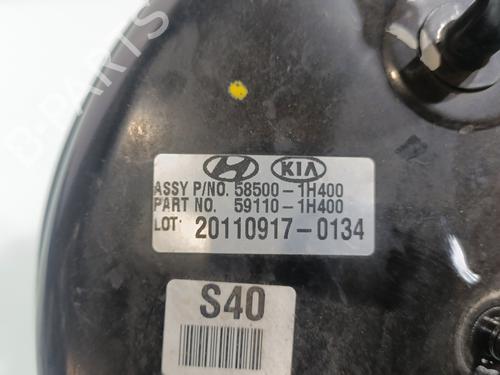 B-PARTS
KIA
ASSY P/NO. 58500-1H400
PART NO. 59110-1H400
LOT 20110917-0134
S40